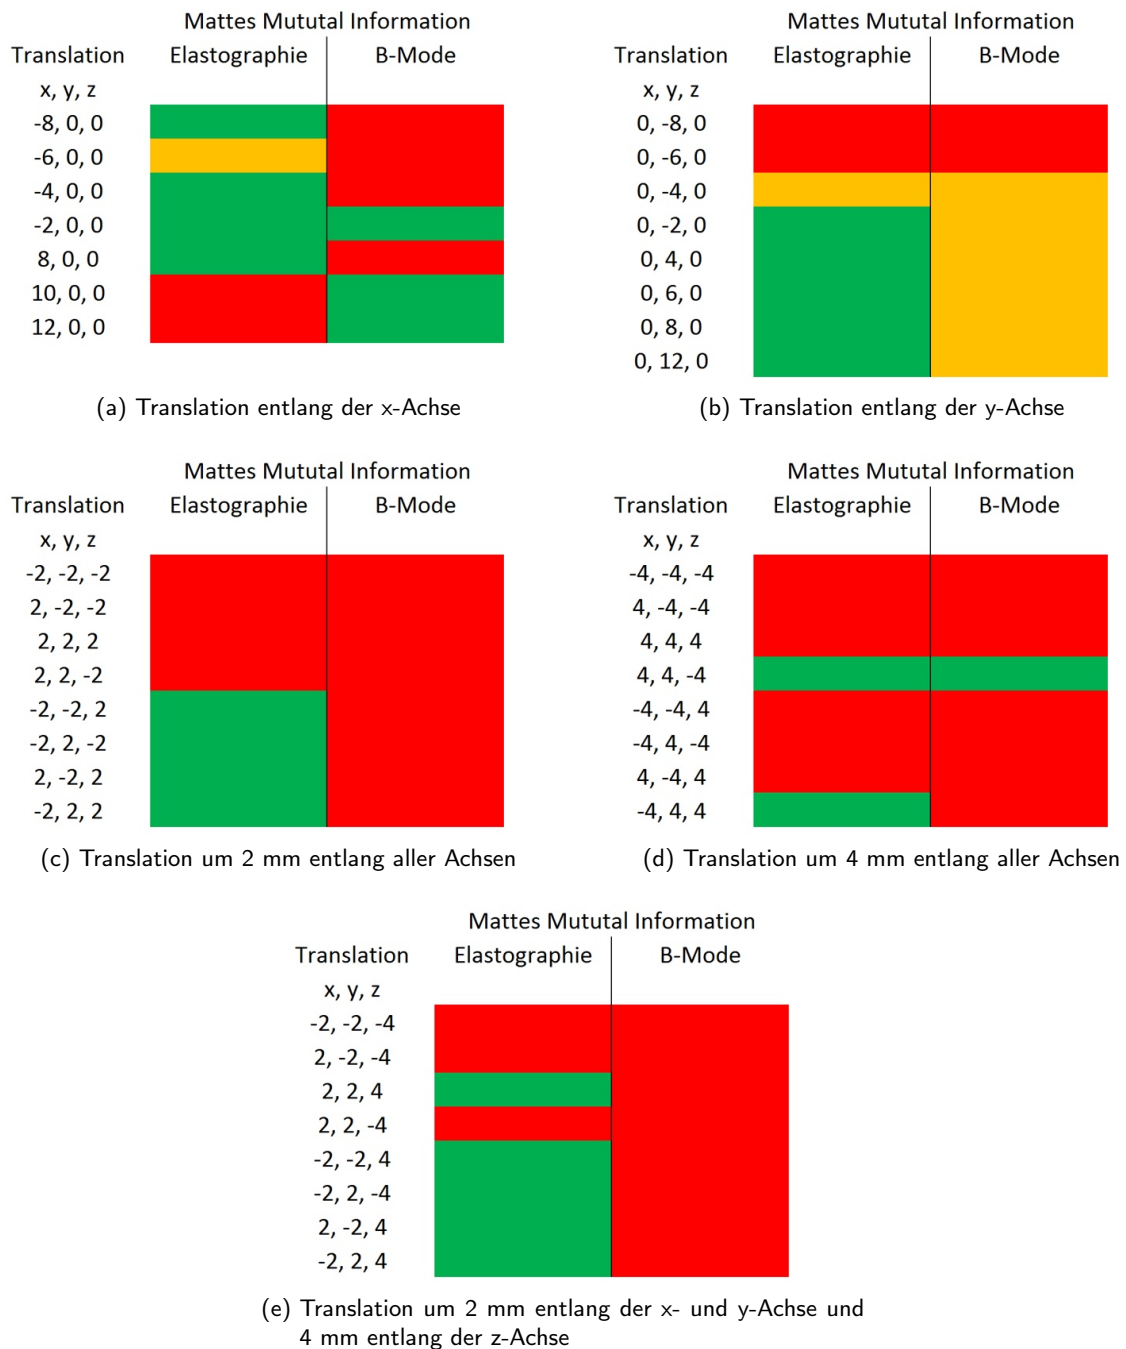 Mattes Mututal Information
Translation Elastographie B-Mode
x, y, z
-8, 0, 0
-6, 0, 0
-4, 0, 0
-2, 0, 0
8, 0, 0
10, 0, 0
12, 0, 0
(a) Translation entlang der x-Achse
Mattes Mututal Information
Translation Elastographie B-Mode
x, y, z
0, -8, 0
0, -6, 0
0, -4, 0
0, -2, 0
0, 4, 0
0, 6, 0
0, 8, 0
0, 12, 0
(b) Translation entlang der y-Achse
Mattes Mututal Information
Translation Elastographie B-Mode
x, y, z
-2, -2, -2
2, -2, -2
2, 2, 2
2, 2, -2
-2, -2, 2
-2, 2, -2
2, -2, 2
-2, 2, 2
(c) Translation um 2 mm entlang aller Achsen
Mattes Mututal Information
Translation Elastographie B-Mode
x, y, z
-4, -4, -4
4, -4, -4
4, 4, 4
4, 4, -4
-4, -4, 4
-4, 4, -4
4, -4, 4
-4, 4, 4
(d) Translation um 4 mm entlang aller Achsen
Mattes Mututal Information
Translation Elastographie B-Mode
x, y, z
-2, -2, -4
2, -2, -4
2, 2, 4
2, 2, -4
-2, -2, 4
-2, 2, -4
2, -2, 4
-2, 2, 4
(e) Translation um 2 mm entlang der x- und y-Achse und
4 mm entlang der z-Achse